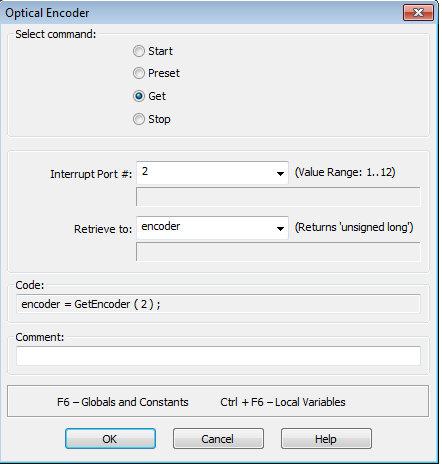 Optical Encoder
Select command:
Start
Preset
Get
Stop
Interrupt Port #: 2 (Value Range: 1..12)
Retrieve to: encoder (Returns 'unsigned long')
Code:
encoder = GetEncoder ( 2 ) ;
Comment:
F6 – Globals and Constants Ctrl + F6 – Local Variables
OK Cancel Help